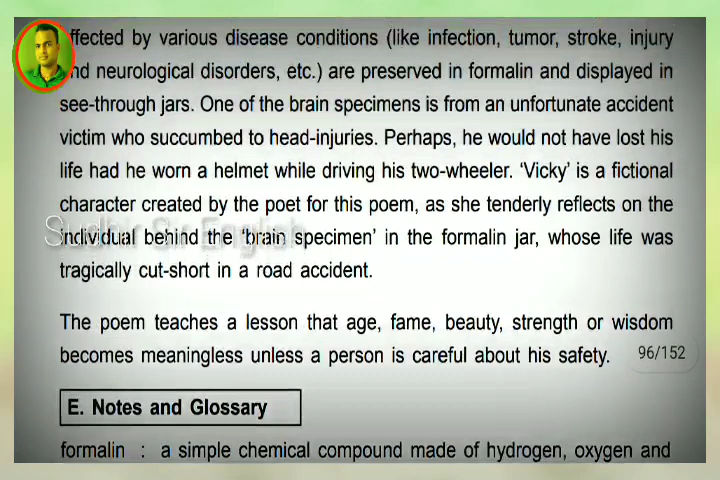 ffected by various disease conditions (like infection, tumor, stroke, injury
nd neurological disorders, etc.) are preserved in formalin and displayed in
see-through jars. One of the brain specimens is from an unfortunate accident
victim who succumbed to head-injuries. Perhaps, he would not have lost his
life had he worn a helmet while driving his two-wheeler. ‘Vicky’ is a fictional
character created by the poet for this poem, as she tenderly reflects on the
Sudhir Sir English
individual behind the ‘brain specimen’ in the formalin jar, whose life was
tragically cut-short in a road accident.
The poem teaches a lesson that age, fame, beauty, strength or wisdom
becomes meaningless unless a person is careful about his safety.
96/152
E. Notes and Glossary
formalin : a simple chemical compound made of hydrogen, oxygen and